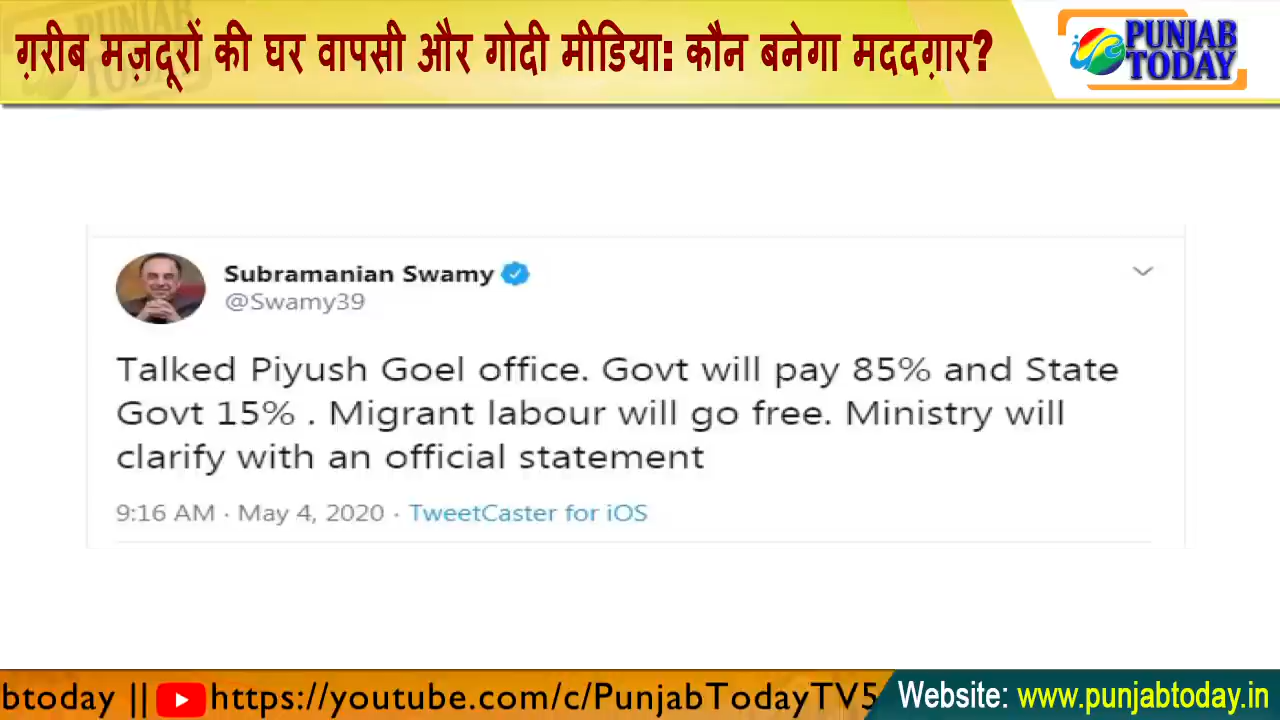 ग़रीब मज़दूरों की घर वापसी और गोदी मीडिया: कौन बनेगा मददग़ार?
PUNJAB
TODAY
Subramanian Swamy
@Swamy39
Talked Piyush Goel office. Govt will pay 85% and State
Govt 15% . Migrant labour will go free. Ministry will
clarify with an official statement
9:16 AM · May 4, 2020 · TweetCaster for iOS
btoday || https://youtube.com/c/PunjabTodayTV5
Website: www.punjabtoday.in